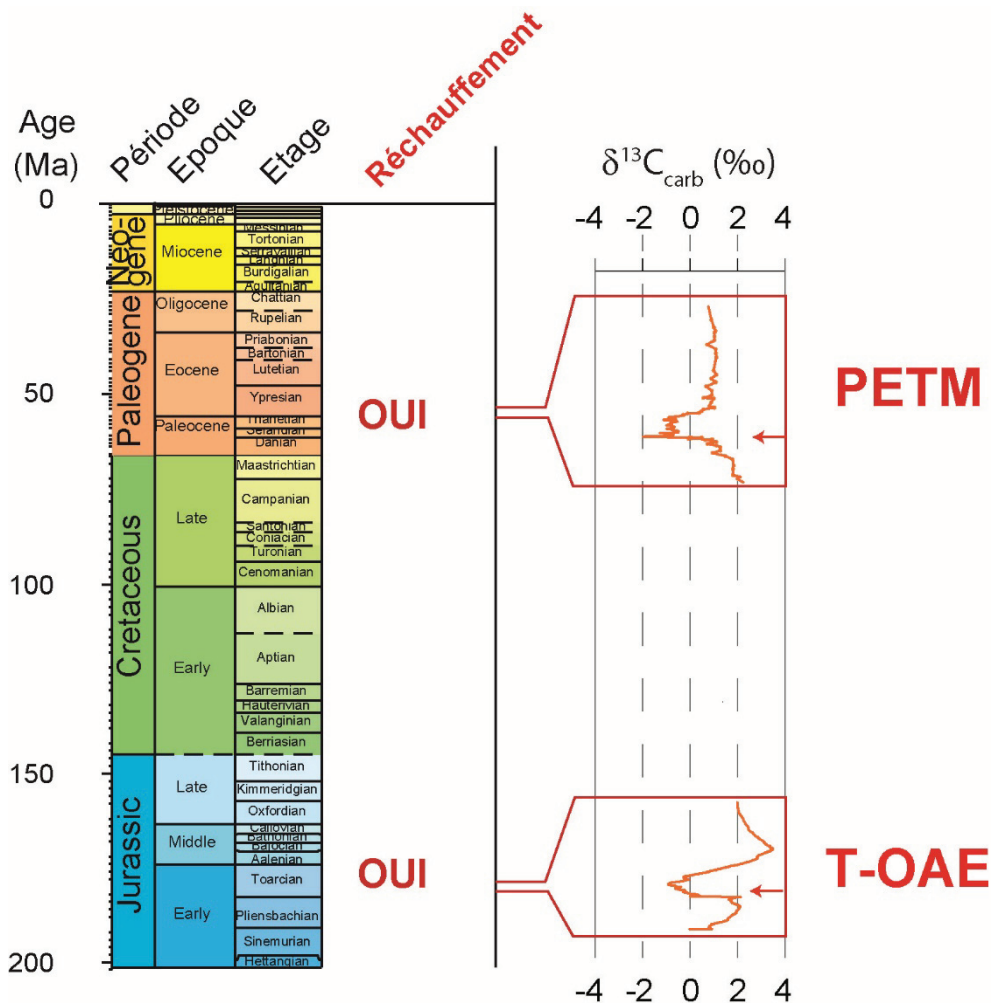 Age
(Ma)
Période
Epoque
Etage
Réchauffement
δ13Ccarb (‰)
-4 -2 0 2 4
0
50
100
150
200
Neo-
gene
Paleogene
Cretaceous
Jurassic
Pleistocene
Pliocene
Miocene
Oligocene
Eocene
Paleocene
Late
Early
Late
Middle
Early
Messinian
Tortonian
Serravallian
Langhian
Burdigalian
Aquitanian
Chattian
Rupelian
Priabonian
Bartonian
Lutetian
Ypresian
Thanetian
Selandian
Danian
Maastrichtian
Campanian
Santonian
Coniacian
Turonian
Cenomanian
Albian
Aptian
Barremian
Hauterivian
Valanginian
Berriasian
Tithonian
Kimmeridgian
Oxfordian
Callovian
Bathonian
Bajocian
Aalenian
Toarcian
Pliensbachian
Sinemurian
Hettangian
OUI
OUI
PETM
T-OAE
-4 -2 0 2 4